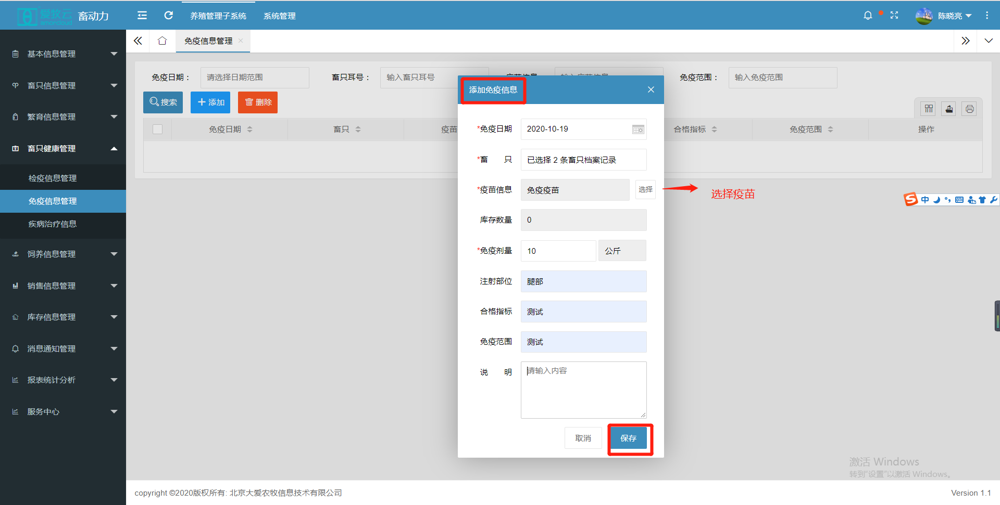 爱牧云
amorcloud
畜动力
养殖管理子系统
系统管理
陈晓亮
基本信息管理
畜只信息管理
繁育信息管理
畜只健康管理
检疫信息管理
免疫信息管理
疾病治疗信息
饲养信息管理
销售信息管理
库存信息管理
消息通知管理
报表统计分析
服务中心
免疫信息管理
免疫日期：
请选择日期范围
畜只耳号：
输入畜只耳号
疫苗信息
输入疫苗信息
免疫范围：
输入免疫范围
搜索
添加
删除
免疫日期
畜只
疫苗
合格指标
免疫范围
操作
添加免疫信息
*免疫日期
2020-10-19
*畜 只
已选择 2 条畜只档案记录
*疫苗信息
免疫疫苗
选择
选择疫苗
库存数量
0
*免疫剂量
10
公斤
注射部位
腿部
合格指标
测试
免疫范围
测试
说 明
请输入内容
取消
保存
中
激活 Windows
转到"设置"以激活 Windows。
copyright ©2020版权所有: 北京大爱农牧信息技术有限公司
Version 1.1